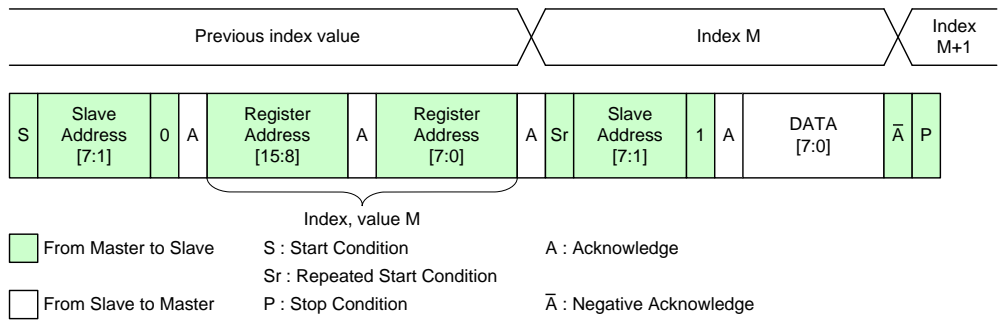 Previous index value
Index M
Index
M+1
S
Slave
Address
[7:1]
0
A
Register
Address
[15:8]
A
Register
Address
[7:0]
A
Sr
Slave
Address
[7:1]
1
A
DATA
[7:0]
A̅
P
Index, value M
From Master to Slave
S : Start Condition
A : Acknowledge
Sr : Repeated Start Condition
From Slave to Master
P : Stop Condition
A̅ : Negative Acknowledge